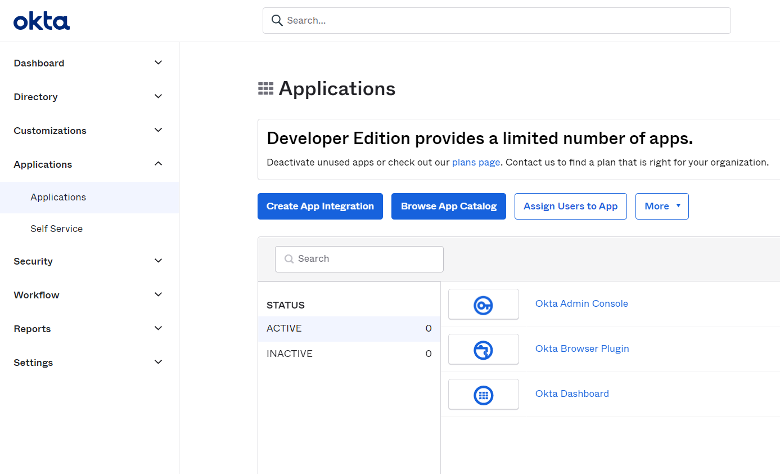 okta
Search...
Dashboard
Directory
Customizations
Applications
Applications
Self Service
Security
Workflow
Reports
Settings
Applications
Developer Edition provides a limited number of apps.
Deactivate unused apps or check out our plans page. Contact us to find a plan that is right for your organization.
Create App Integration
Browse App Catalog
Assign Users to App
More
Search
STATUS
ACTIVE 0
INACTIVE 0
Okta Admin Console
Okta Browser Plugin
Okta Dashboard